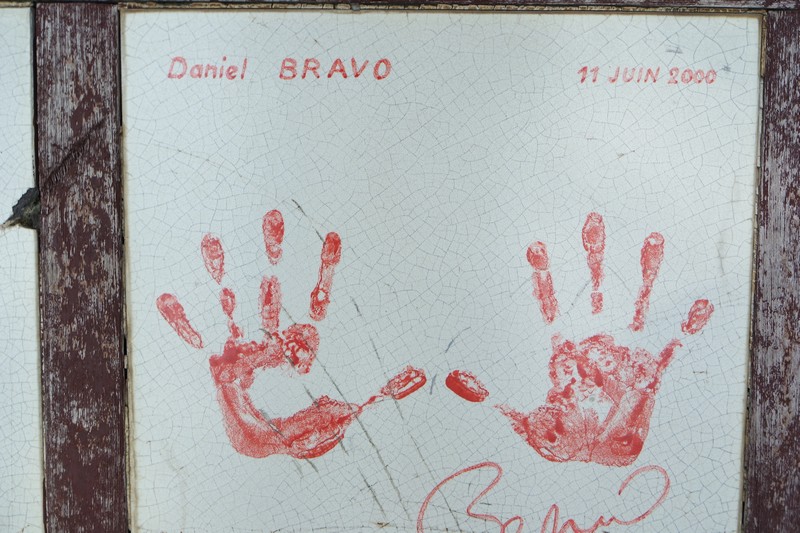 Daniel BRAVO
11 JUIN 2000